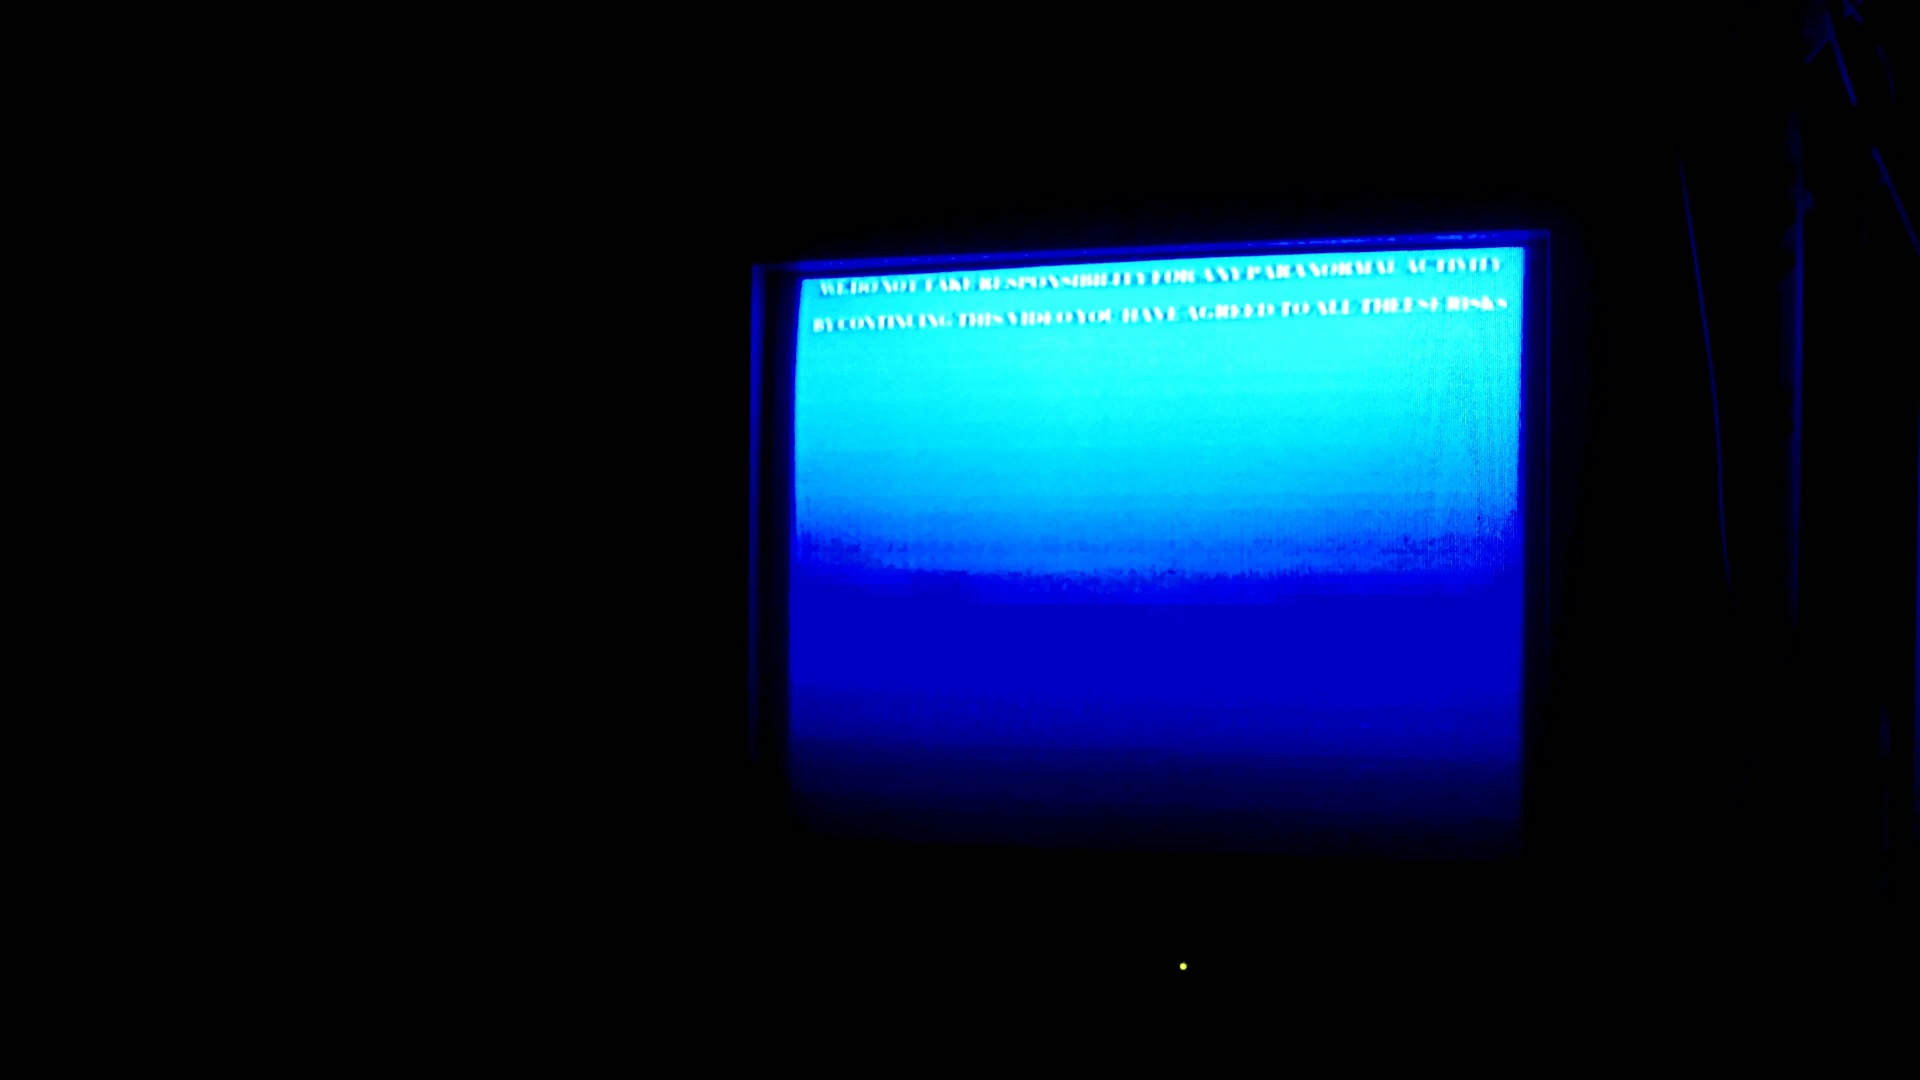 WE DO NOT TAKE RESPONSIBILITY FOR ANY PARANORMAL ACTIVITY
BY CONTINUING THIS VIDEO YOU HAVE AGREED TO ALL THEESE RISKS